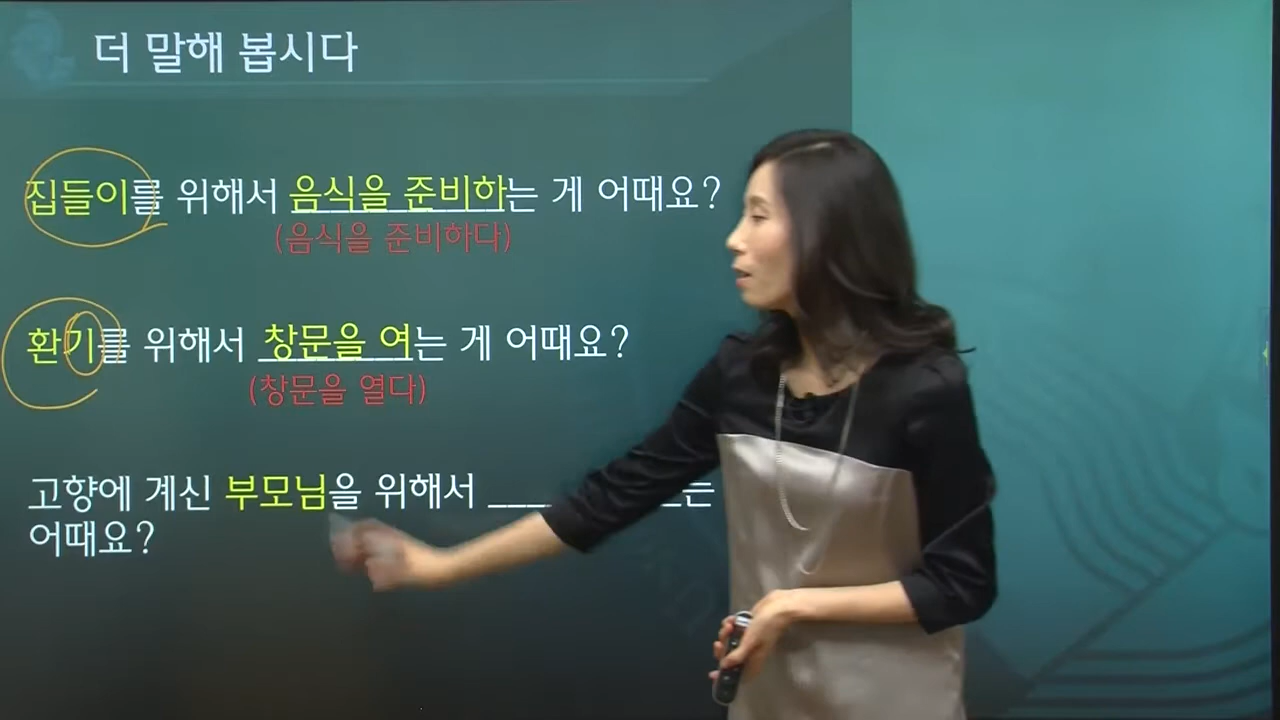 더 말해 봅시다
집들이를 위해서 음식을 준비하는 게 어때요?
(음식을 준비하다)
환기를 위해서 창문을 여는 게 어때요?
(창문을 열다)
고향에 계신 부모님을 위해서 ___ _는
어때요?